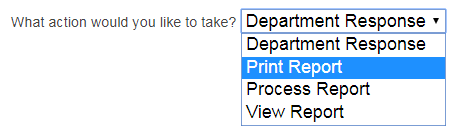 What action would you like to take? Department Response
Department Response
Print Report
Process Report
View Report